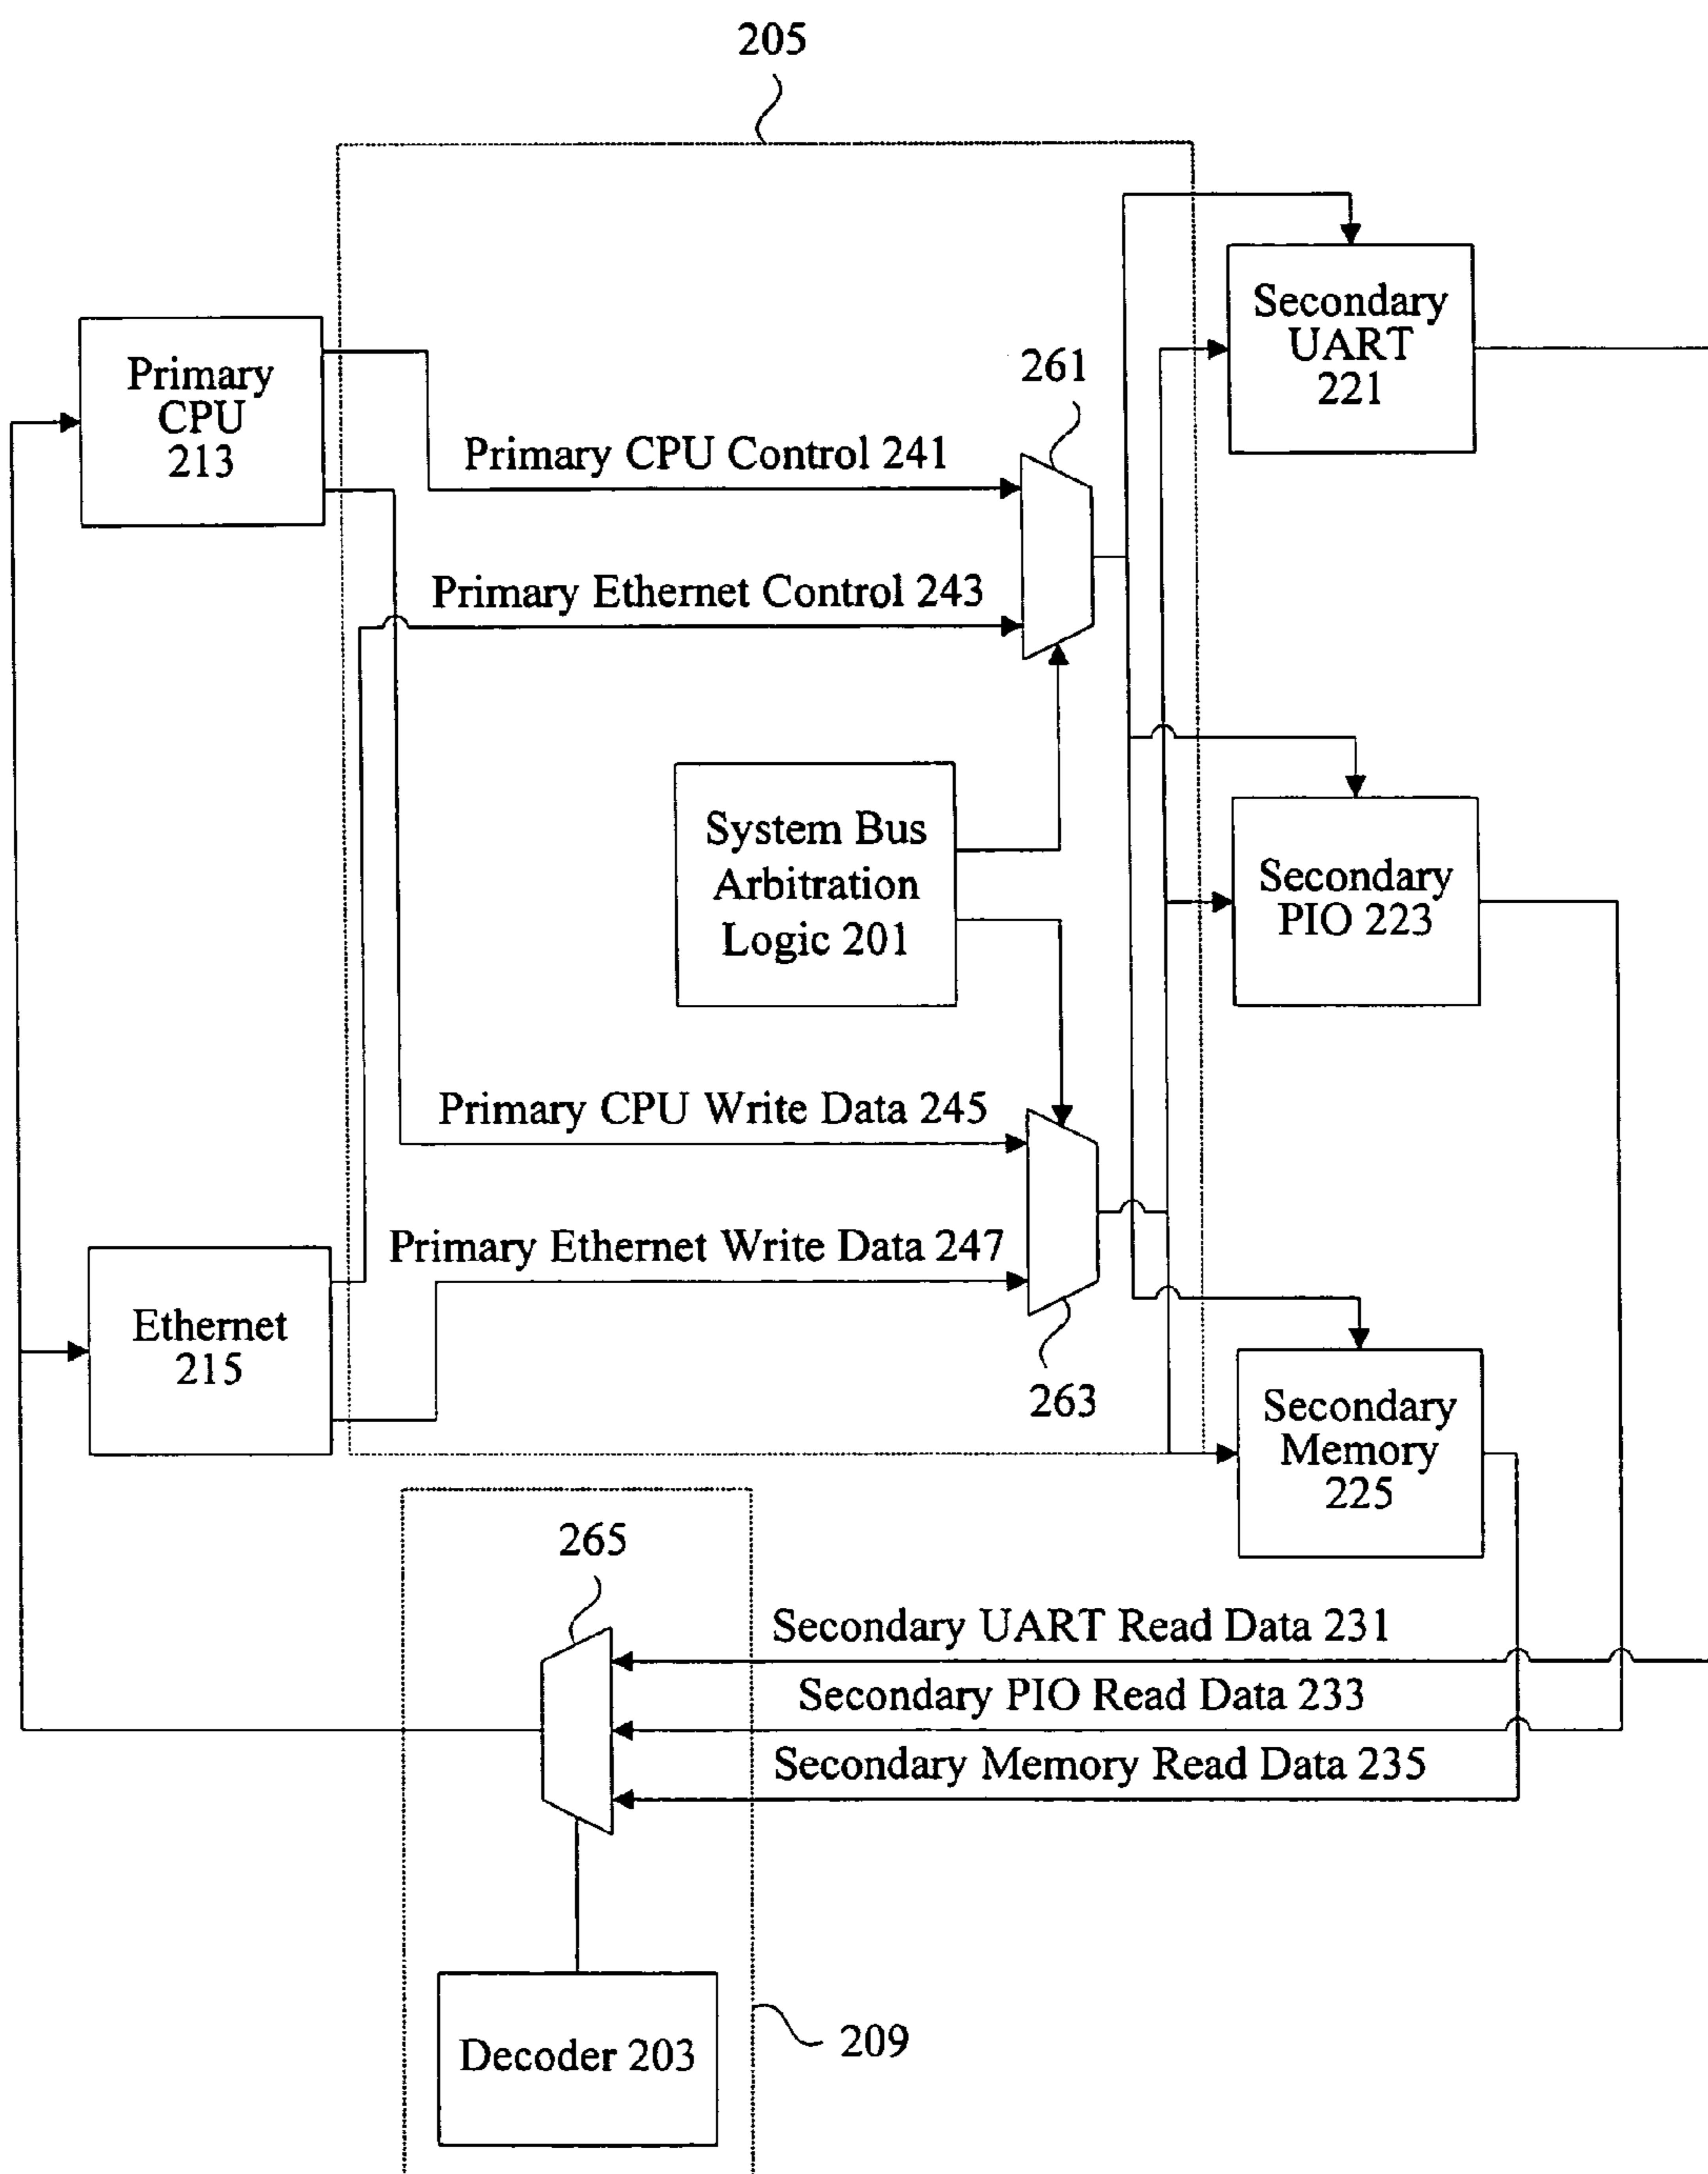 205
Secondary
UART
221
Primary
CPU
213
261
Primary CPU Control 241
Primary Ethernet Control 243
System Bus
Arbitration
Logic 201
Secondary
PIO 223
Primary CPU Write Data 245
Primary Ethernet Write Data 247
Ethernet
215
263
Secondary
Memory
225
265
Secondary UART Read Data 231
Secondary PIO Read Data 233
Secondary Memory Read Data 235
Decoder 203
209